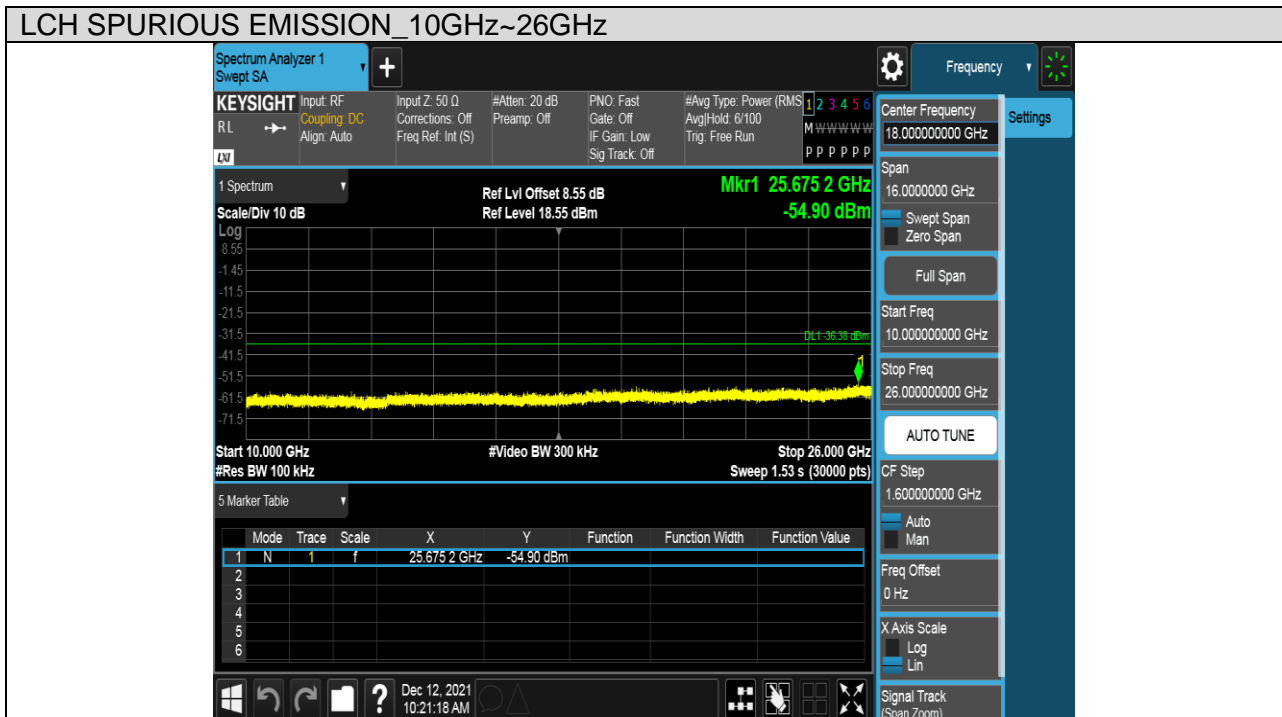 LCH SPURIOUS EMISSION_10GHz~26GHz
Spectrum Analyzer 1
Swept SA
Frequency
KEYSIGHT
RL
LXI
Input: RF
Coupling: DC
Align: Auto
Input Z: 50 Ω
Corrections: Off
Freq Ref: Int (S)
#Atten: 20 dB
Preamp: Off
PNO: Fast
Gate: Off
IF Gain: Low
Sig Track: Off
#Avg Type: Power (RMS
Avg|Hold: 6/100
Trig: Free Run
1 2 3 4 5 6
M W W W W W
P P P P P P
Center Frequency
18.000000000 GHz
Settings
1 Spectrum
Scale/Div 10 dB
Ref Lvl Offset 8.55 dB
Ref Level 18.55 dBm
Mkr1 25.675 2 GHz
-54.90 dBm
Span
16.0000000 GHz
Swept Span
Zero Span
Full Span
Log
8.55
-1.45
-11.5
-21.5
-31.5
-41.5
-51.5
-61.5
-71.5
DL1 -36.38 dBm
1
Start Freq
10.000000000 GHz
Stop Freq
26.000000000 GHz
AUTO TUNE
Start 10.000 GHz
#Video BW 300 kHz
Stop 26.000 GHz
#Res BW 100 kHz
Sweep 1.53 s (30000 pts)
CF Step
1.600000000 GHz
Auto
Man
5 Marker Table
Mode Trace Scale X Y Function Function Width Function Value
1 N 1 f 25.675 2 GHz -54.90 dBm
2
3
4
5
6
Freq Offset
0 Hz
X Axis Scale
Log
Lin
Signal Track
(Span Zoom)
?
Dec 12, 2021
10:21:18 AM